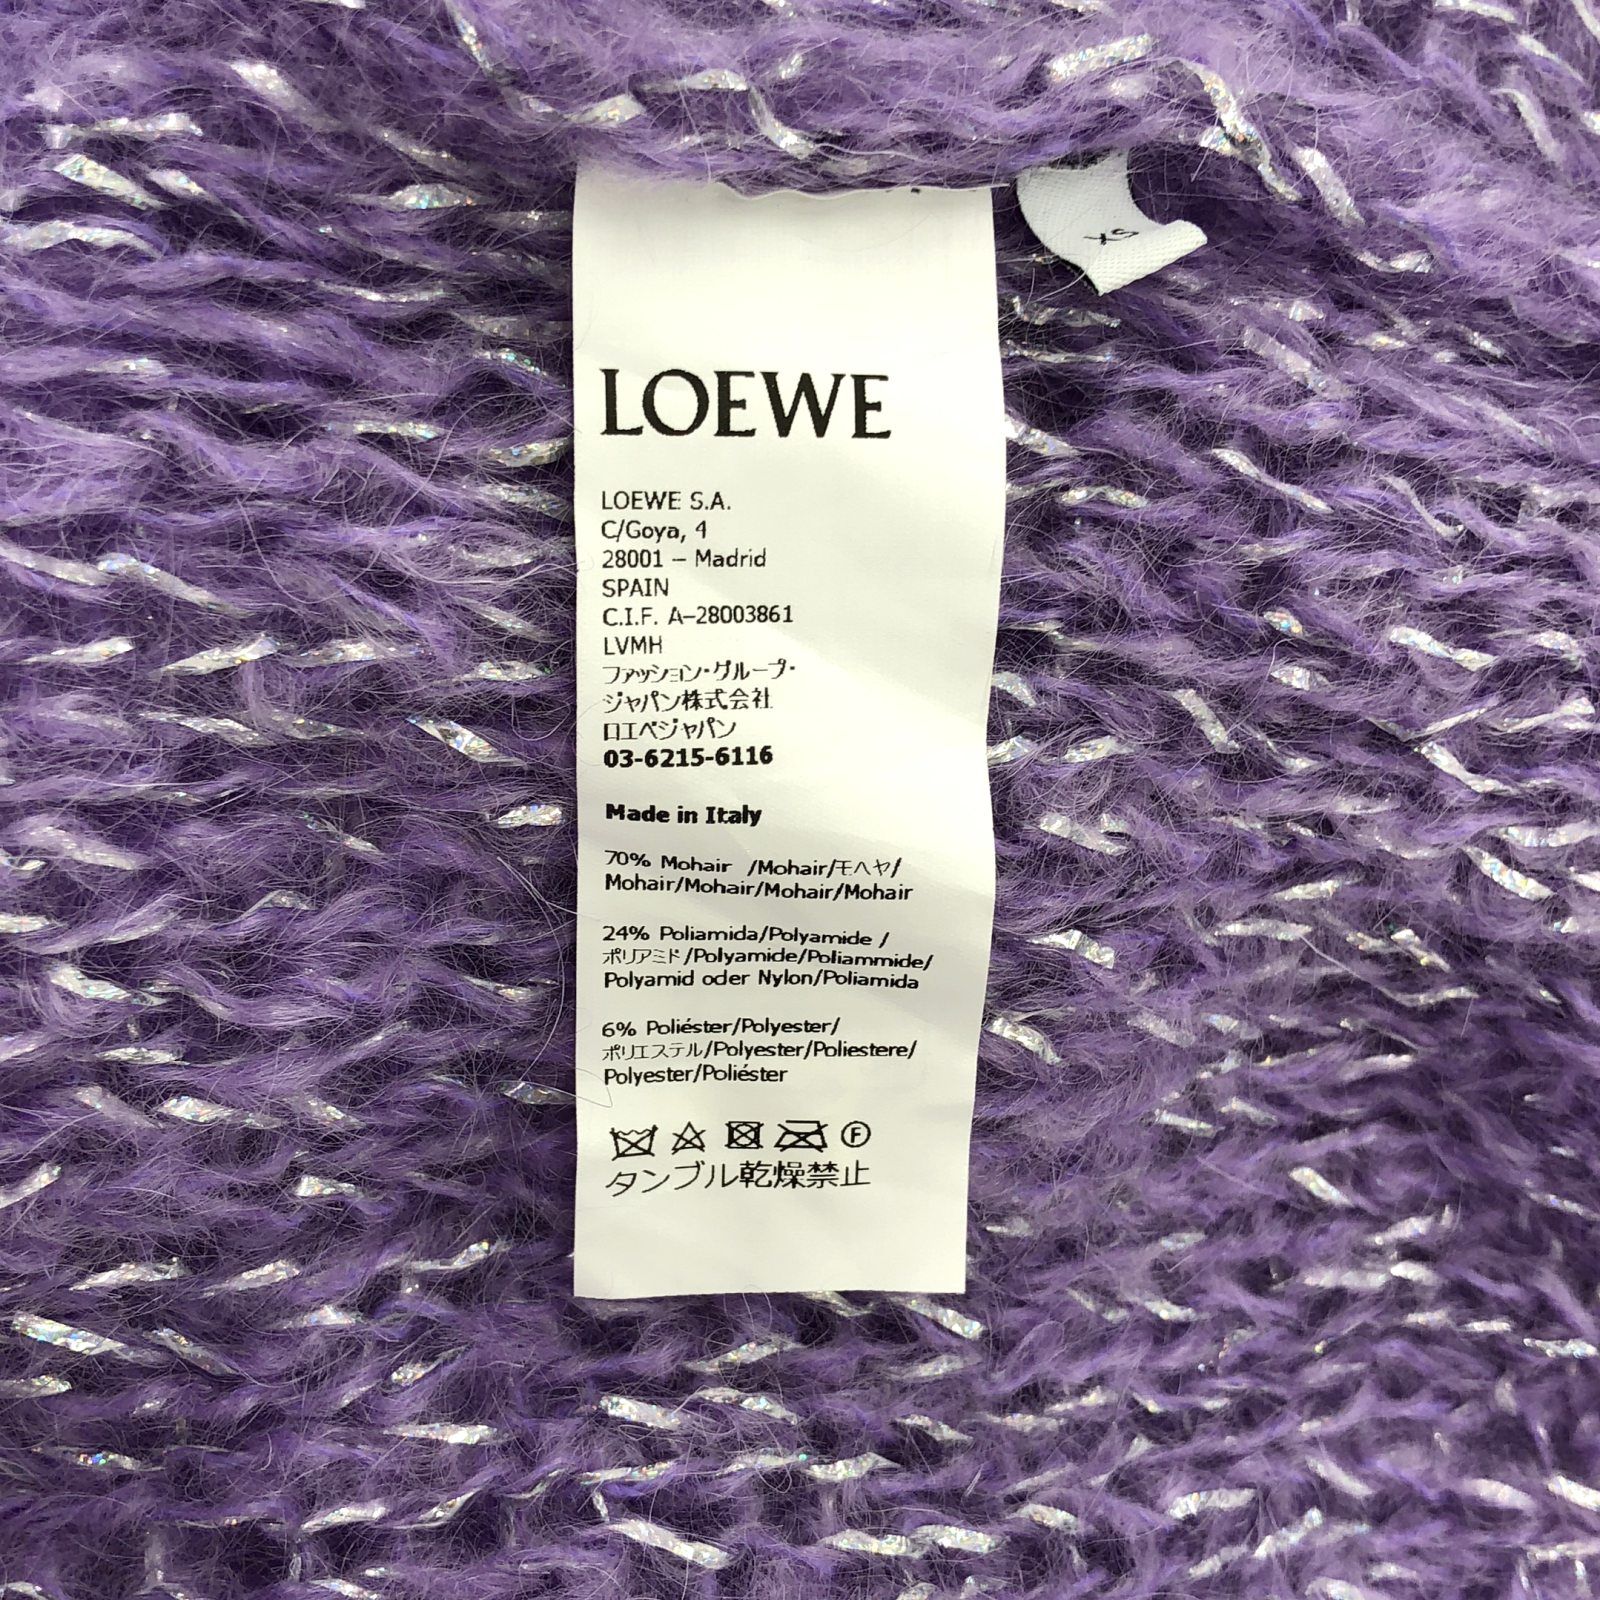 XS
LOEWE
LOEWE S.A.
C/Goya, 4
28001 – Madrid
SPAIN
C.I.F. A–28003861
LVMH
ファッション・グループ・
ジャパン株式会社
ロエベジャパン
03-6215-6116
Made in Italy
70% Mohair /Mohair/モヘヤ/
Mohair/Mohair/Mohair/Mohair
24% Poliamida/Polyamide /
ポリアミド/Polyamide/Poliammide/
Polyamid oder Nylon/Poliamida
6% Poliéster/Polyester/
ポリエステル/Polyester/Poliestere/
Polyester/Poliéster
F
タンブル乾燥禁止